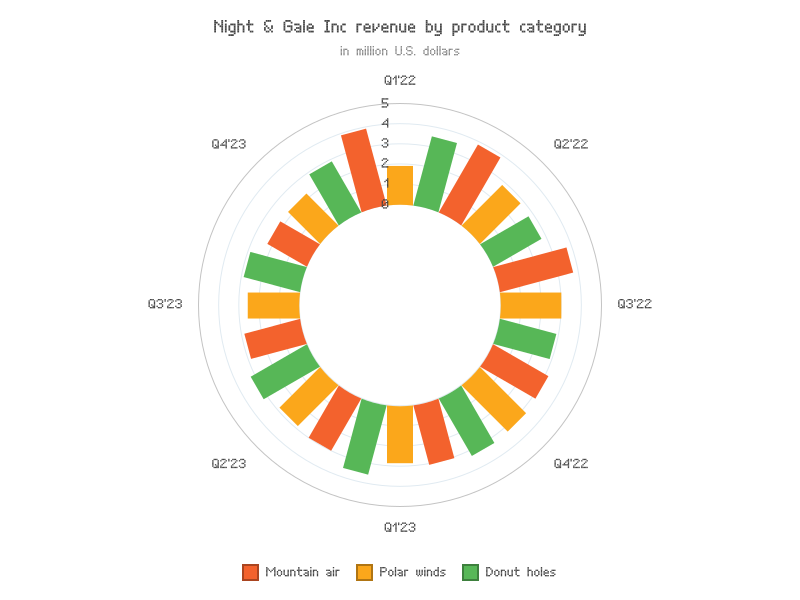 Night & Gale Inc revenue by product category
in million U.S. dollars
Q1'22
5
4
3
2
1
0
Q4'23
Q2'22
Q3'23
Q3'22
Q2'23
Q4'22
Q1'23
Mountain air
Polar winds
Donut holes